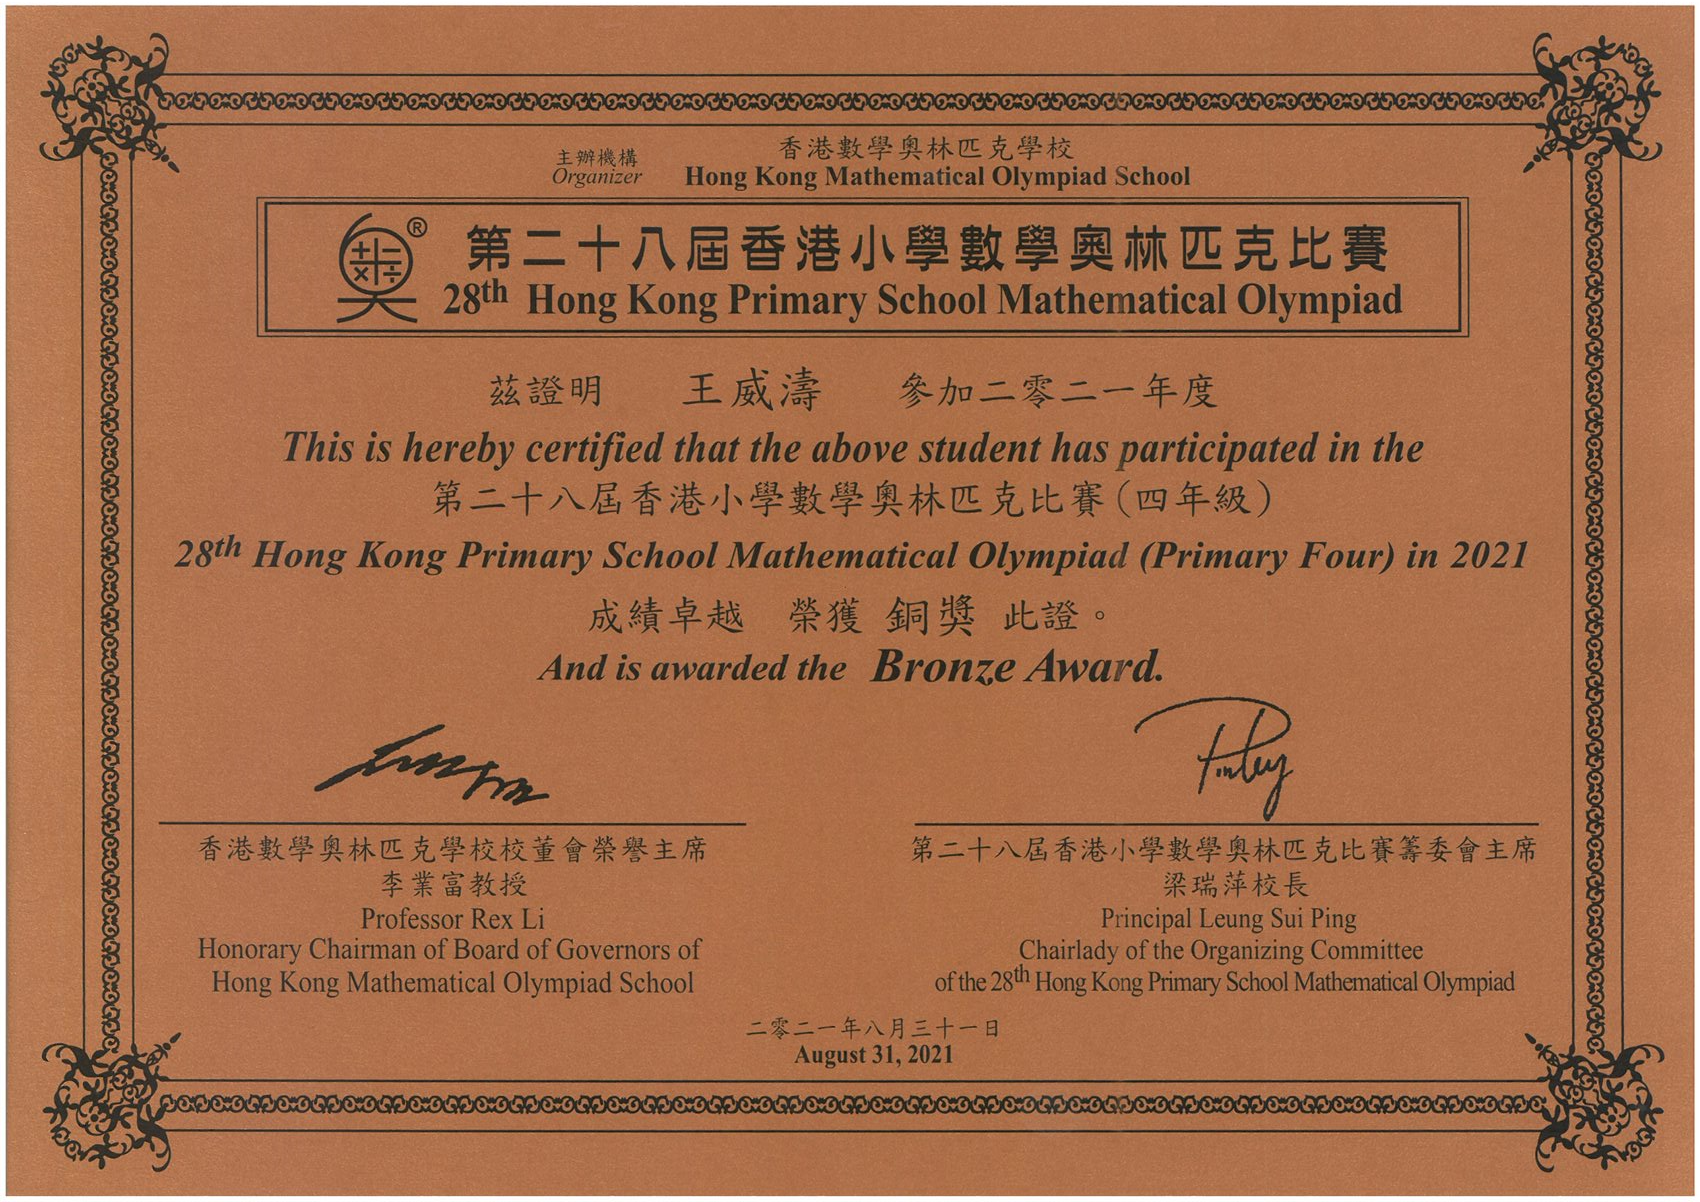 主辦機構
Organizer
香港數學奧林匹克學校
Hong Kong Mathematical Olympiad School
®
第二十八屆香港小學數學奧林匹克比賽
28th Hong Kong Primary School Mathematical Olympiad
茲證明 王威濤 參加二零二一年度
This is hereby certified that the above student has participated in the
第二十八屆香港小學數學奧林匹克比賽(四年級)
28th Hong Kong Primary School Mathematical Olympiad (Primary Four) in 2021
成績卓越 榮獲 銅獎 此證。
And is awarded the Bronze Award.
香港數學奧林匹克學校校董會榮譽主席
李業富教授
Professor Rex Li
Honorary Chairman of Board of Governors of
Hong Kong Mathematical Olympiad School
第二十八屆香港小學數學奧林匹克比賽籌委會主席
梁瑞萍校長
Principal Leung Sui Ping
Chairlady of the Organizing Committee
of the 28th Hong Kong Primary School Mathematical Olympiad
二零二一年八月三十一日
August 31, 2021